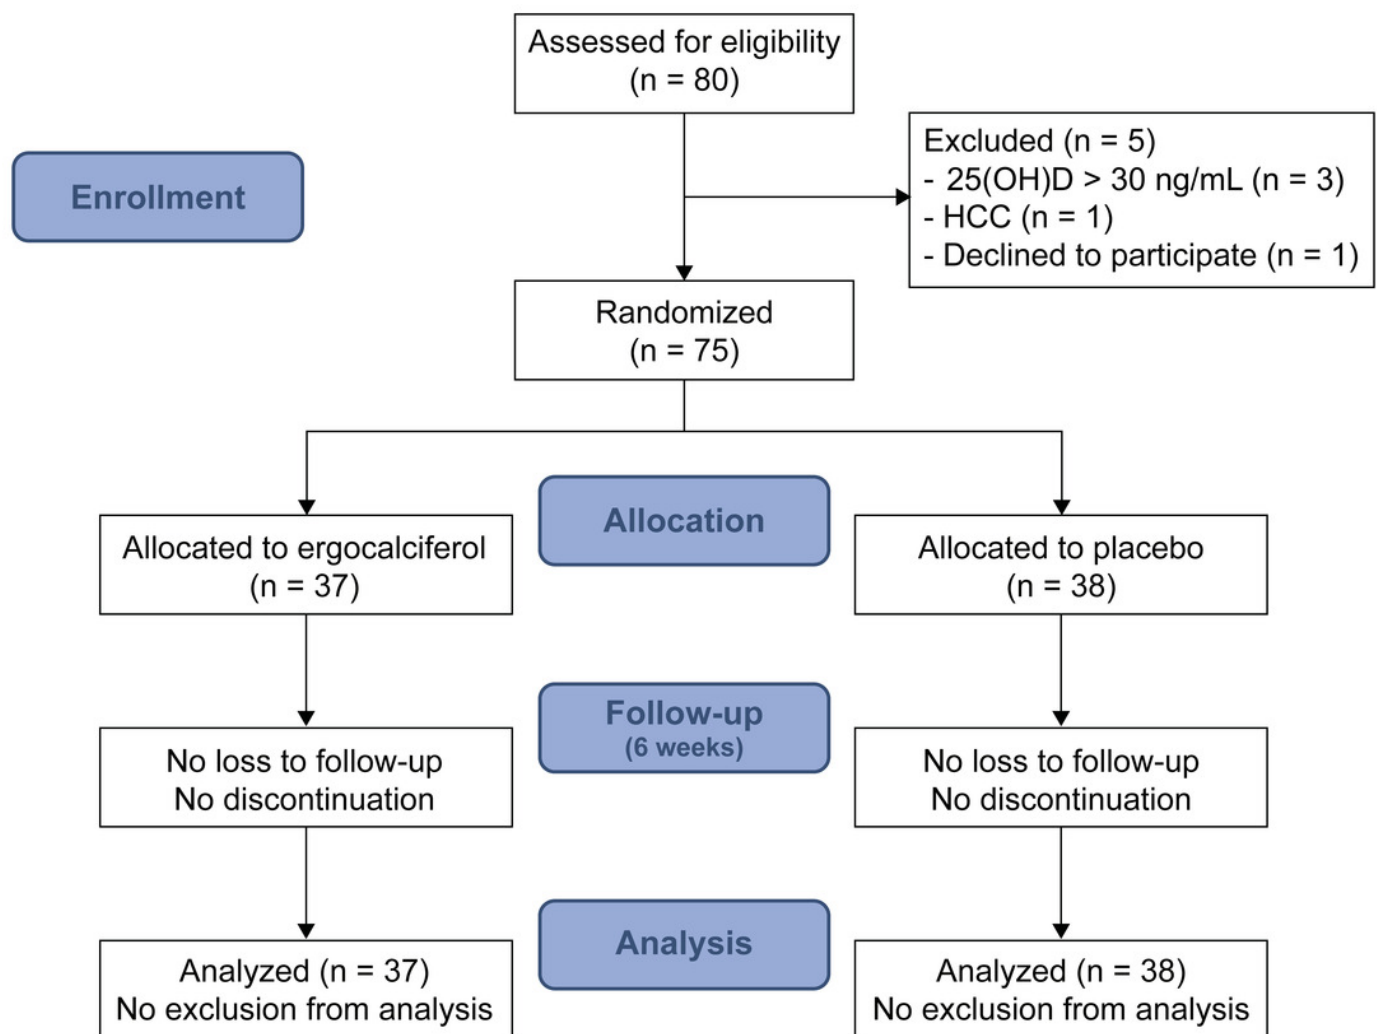 Assessed for eligibility
(n = 80)
Enrollment
Excluded (n = 5)
- 25(OH)D > 30 ng/mL (n = 3)
- HCC (n = 1)
- Declined to participate (n = 1)
Randomized
(n = 75)
Allocation
Allocated to ergocalciferol
(n = 37)
Allocated to placebo
(n = 38)
Follow-up
(6 weeks)
No loss to follow-up
No discontinuation
No loss to follow-up
No discontinuation
Analysis
Analyzed (n = 37)
No exclusion from analysis
Analyzed (n = 38)
No exclusion from analysis